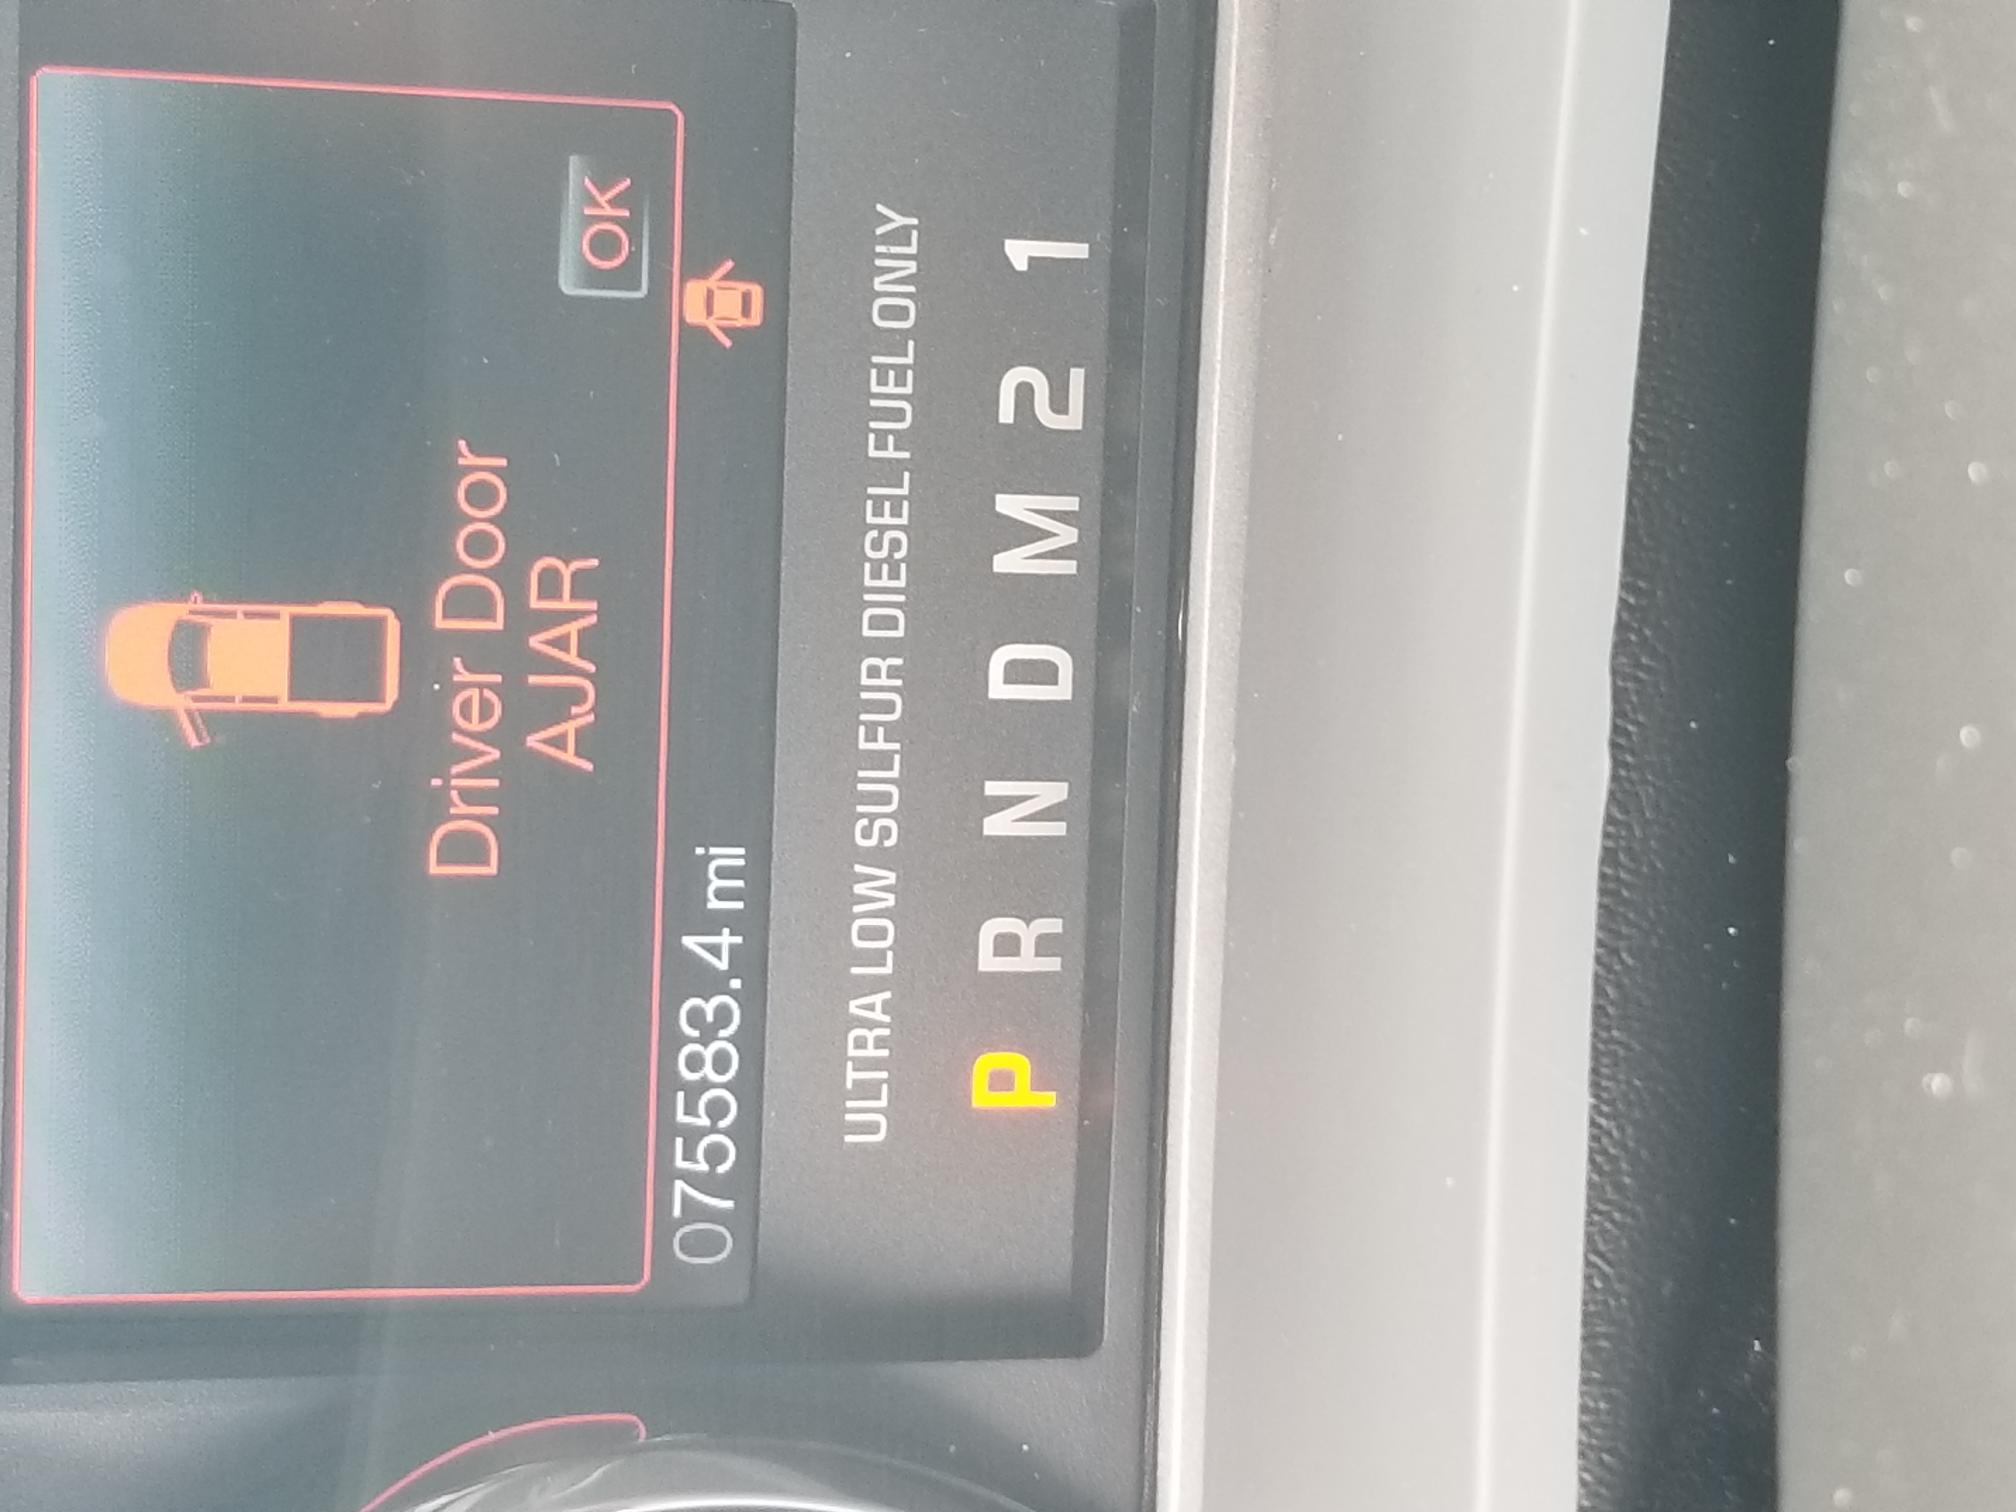 Driver Door
AJAR
OK
075583.4 mi
ULTRA LOW SULFUR DIESEL FUEL ONLY
P R N D M 2 1